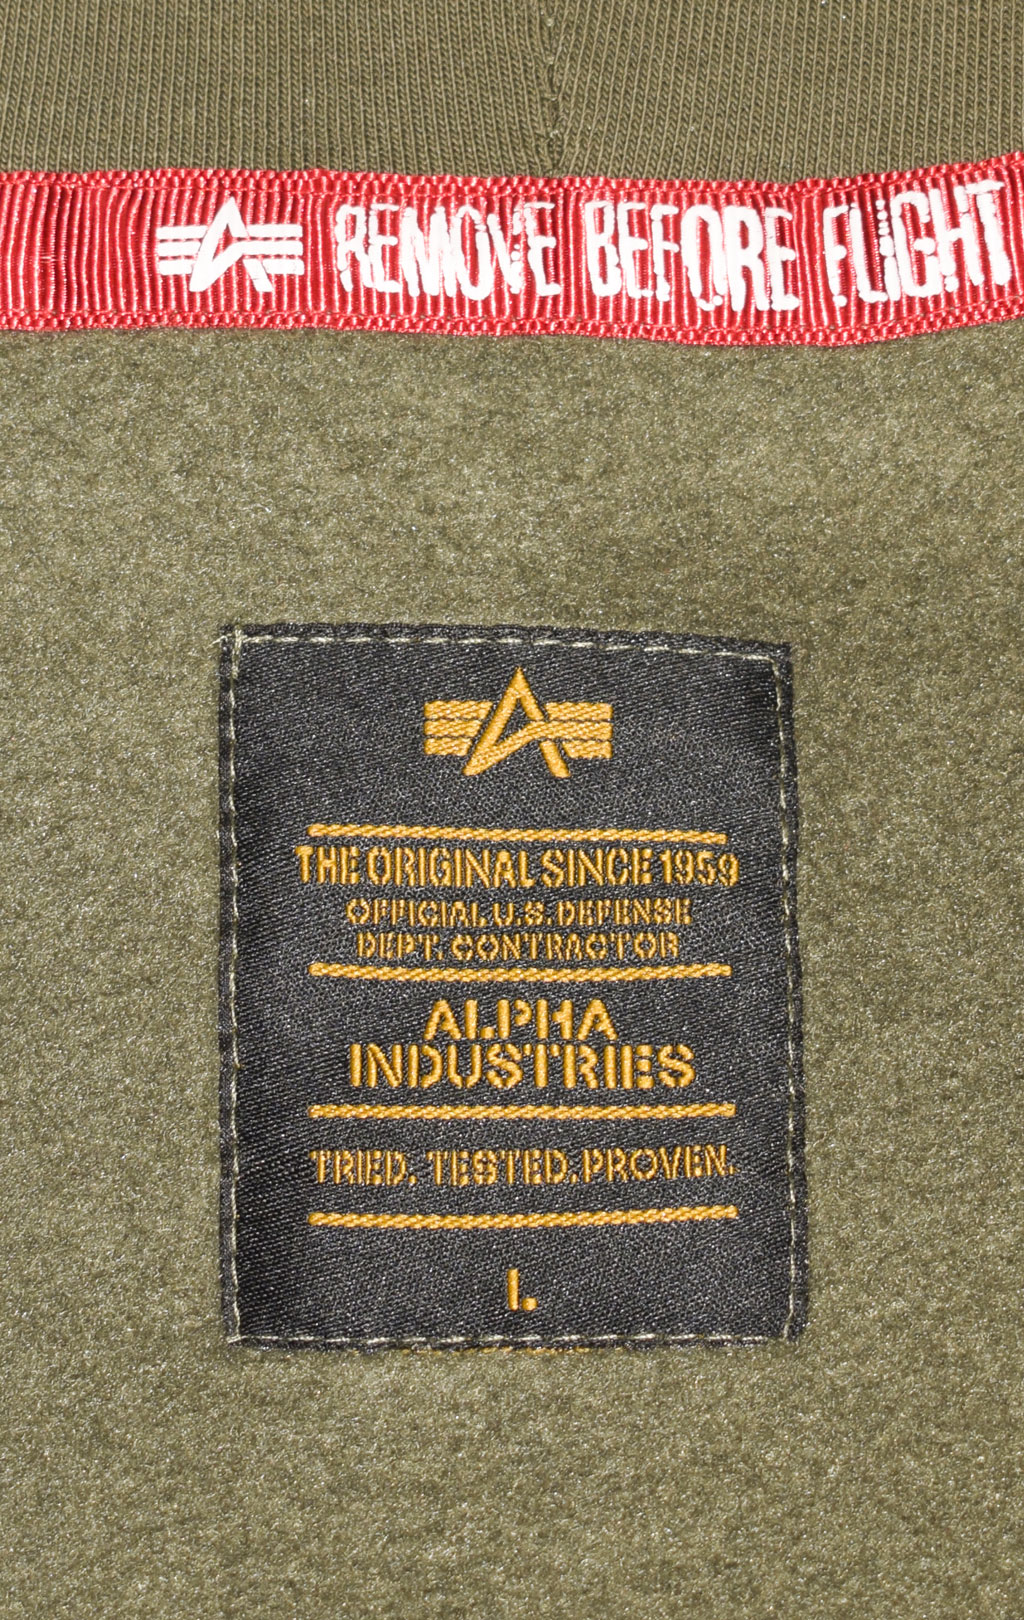 REMOVE BEFORE FLIGHT
THE ORIGINAL SINCE 1959
OFFICIAL U.S. DEFENSE
DEPT. CONTRACTOR
ALPHA
INDUSTRIES
TRIED. TESTED. PROVEN.
L